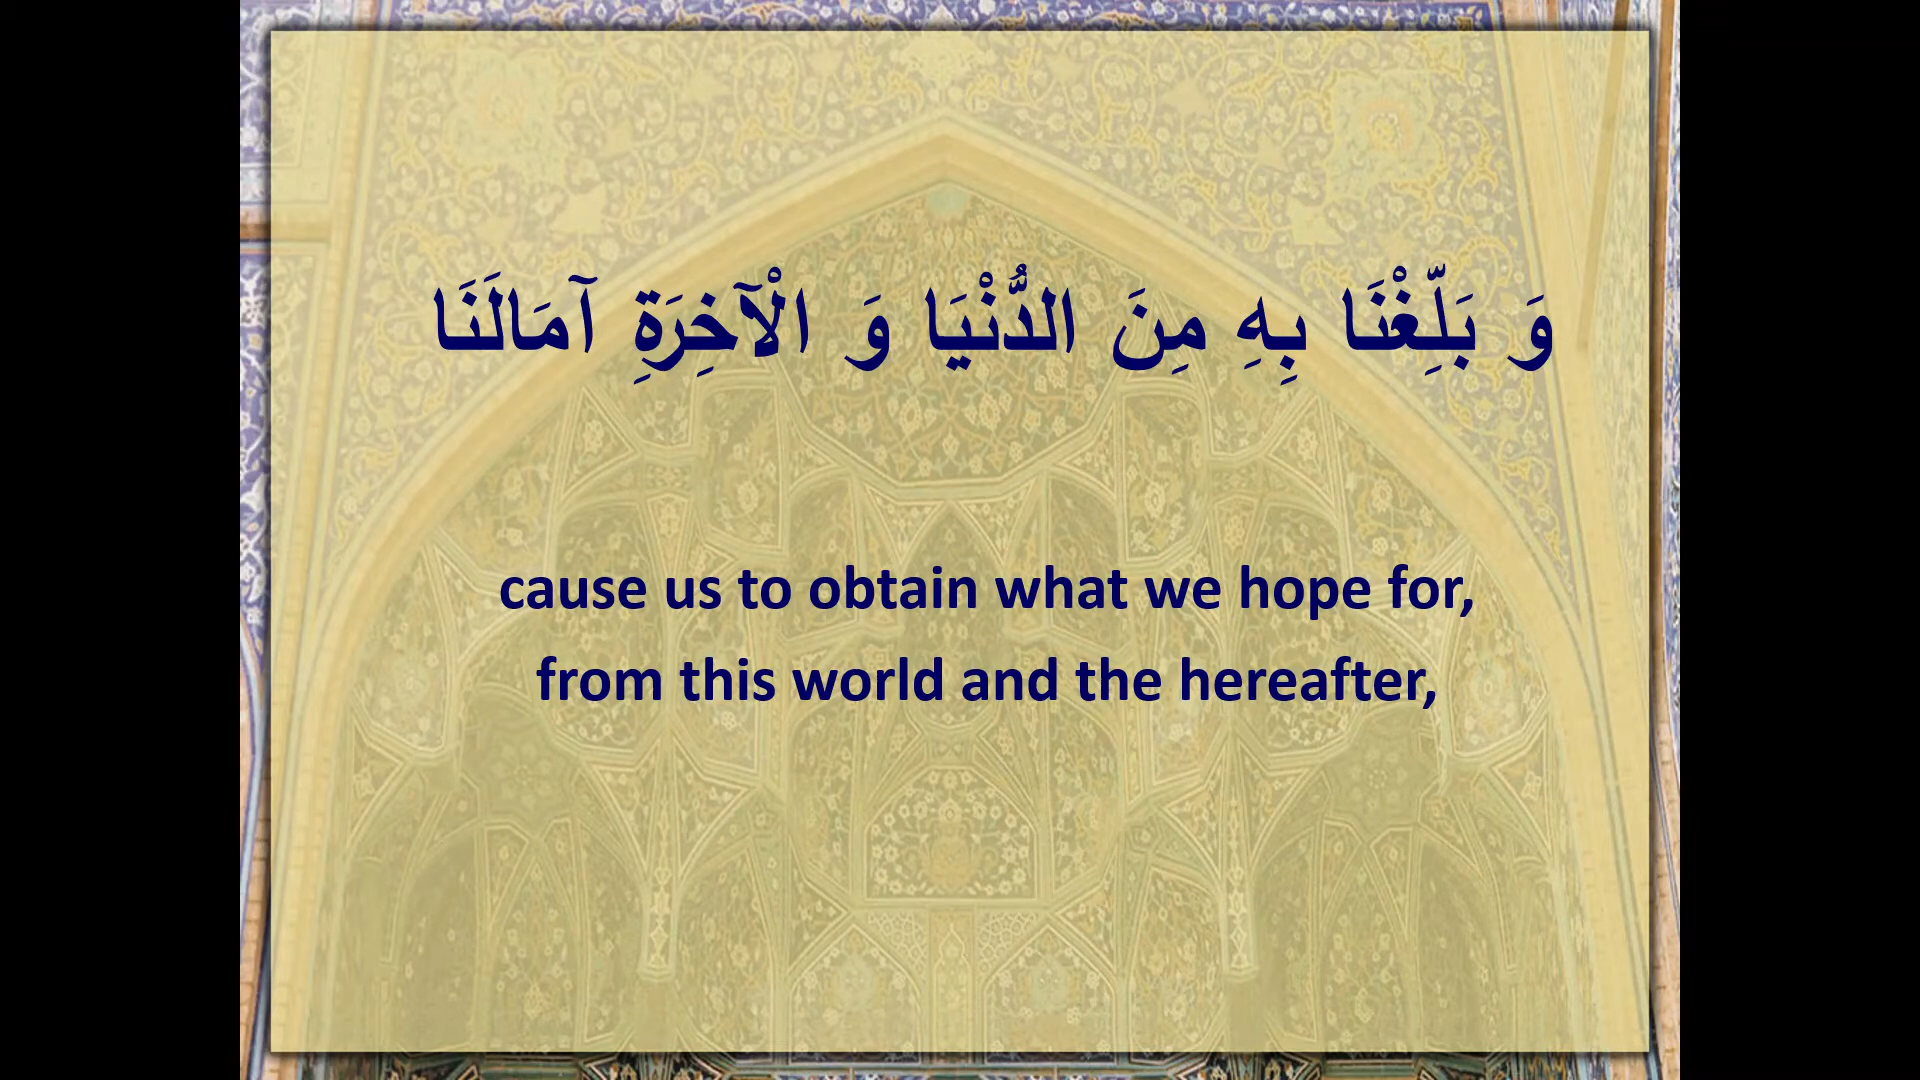 وَ بَلِّغْنَا بِهِ مِنَ الدُّنْيَا وَ الْآخِرَةِ آمَالَنَا
cause us to obtain what we hope for,
from this world and the hereafter,